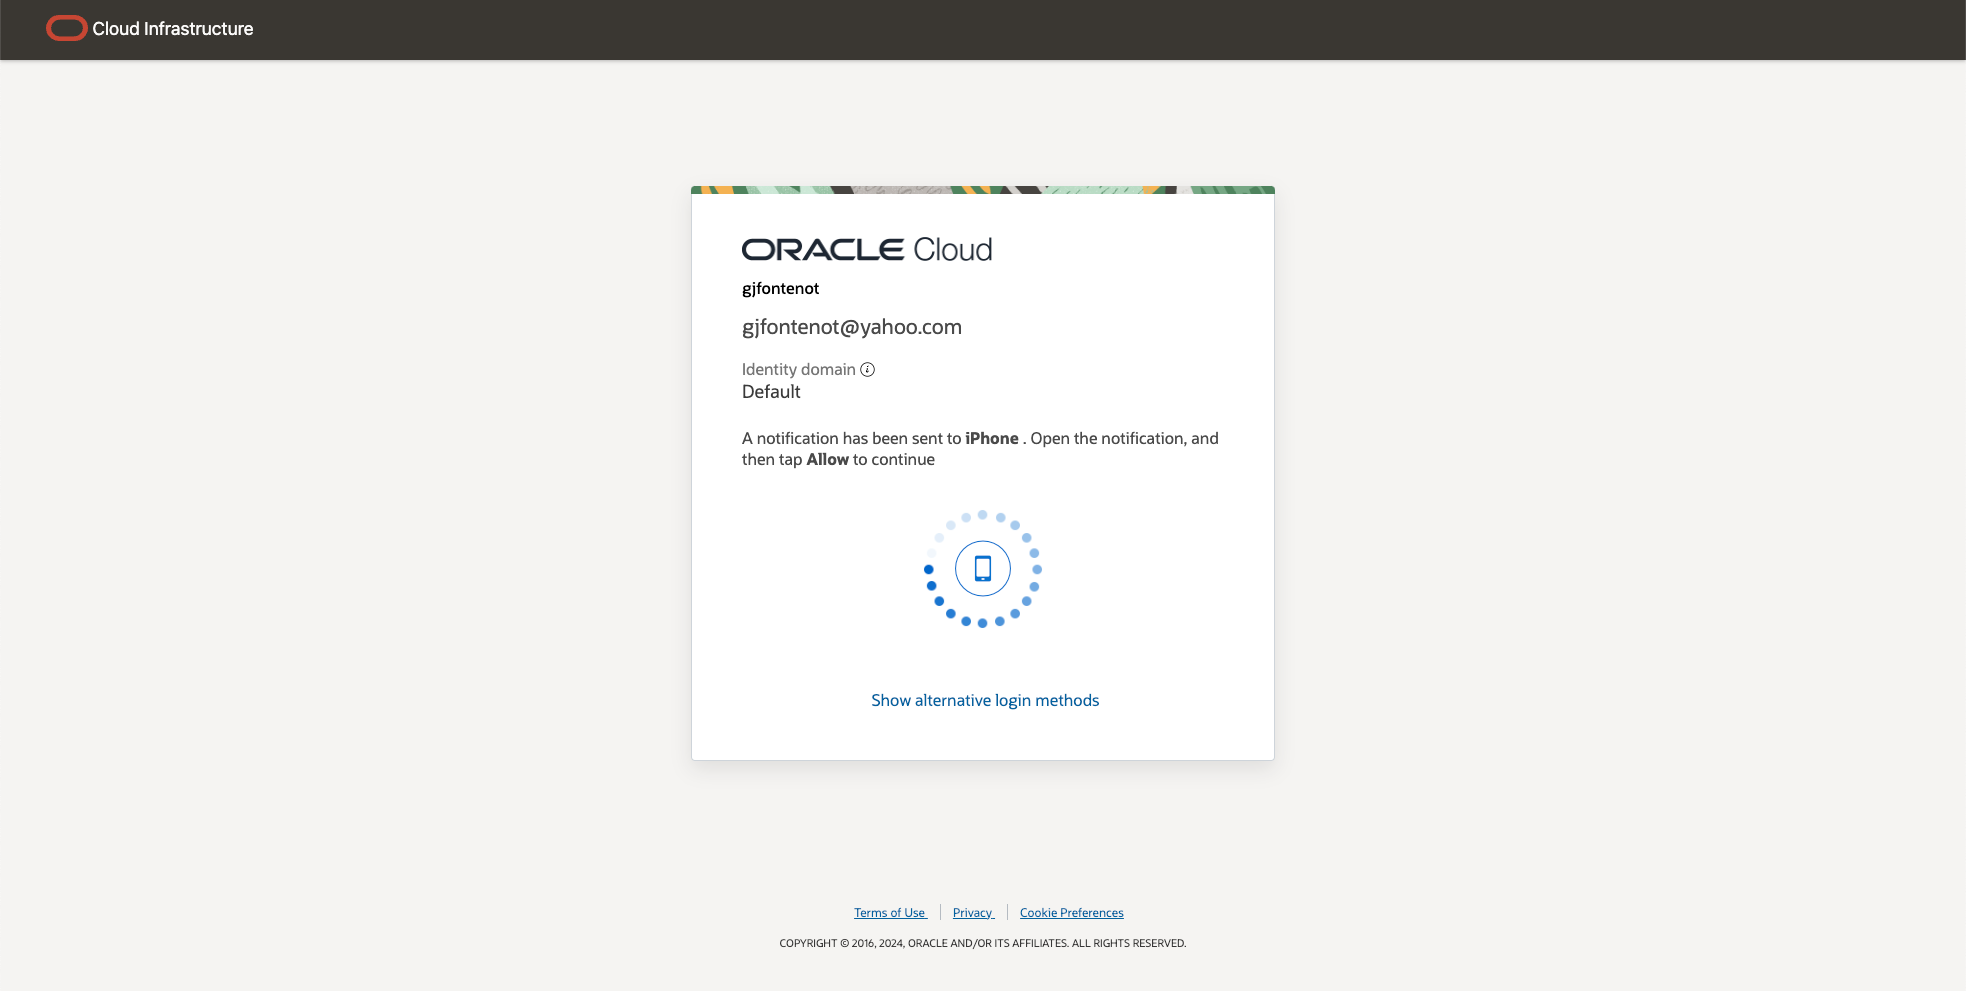 Cloud Infrastructure
ORACLE Cloud
gjfontenot
gjfontenot@yahoo.com
Identity domain
Default
A notification has been sent to iPhone . Open the notification, and
then tap Allow to continue
Show alternative login methods
Terms of Use Privacy Cookie Preferences
COPYRIGHT © 2016, 2024, ORACLE AND/OR ITS AFFILIATES. ALL RIGHTS RESERVED.